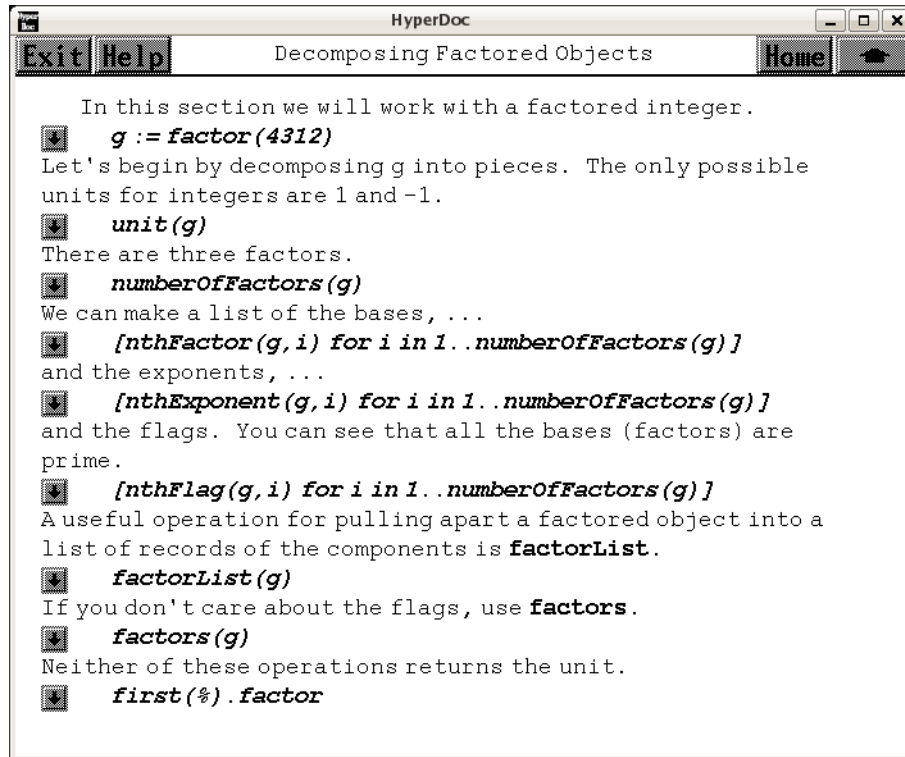 Hyper
Doc
HyperDoc
Exit Help Decomposing Factored Objects Home
In this section we will work with a factored integer.
g := factor(4312)
Let's begin by decomposing g into pieces. The only possible
units for integers are 1 and -1.
unit(g)
There are three factors.
numberOfFactors(g)
We can make a list of the bases, ...
[nthFactor(g,i) for i in 1..numberOfFactors(g)]
and the exponents, ...
[nthExponent(g,i) for i in 1..numberOfFactors(g)]
and the flags. You can see that all the bases (factors) are
prime.
[nthFlag(g,i) for i in 1..numberOfFactors(g)]
A useful operation for pulling apart a factored object into a
list of records of the components is factorList.
factorList(g)
If you don't care about the flags, use factors.
factors(g)
Neither of these operations returns the unit.
first(%).factor